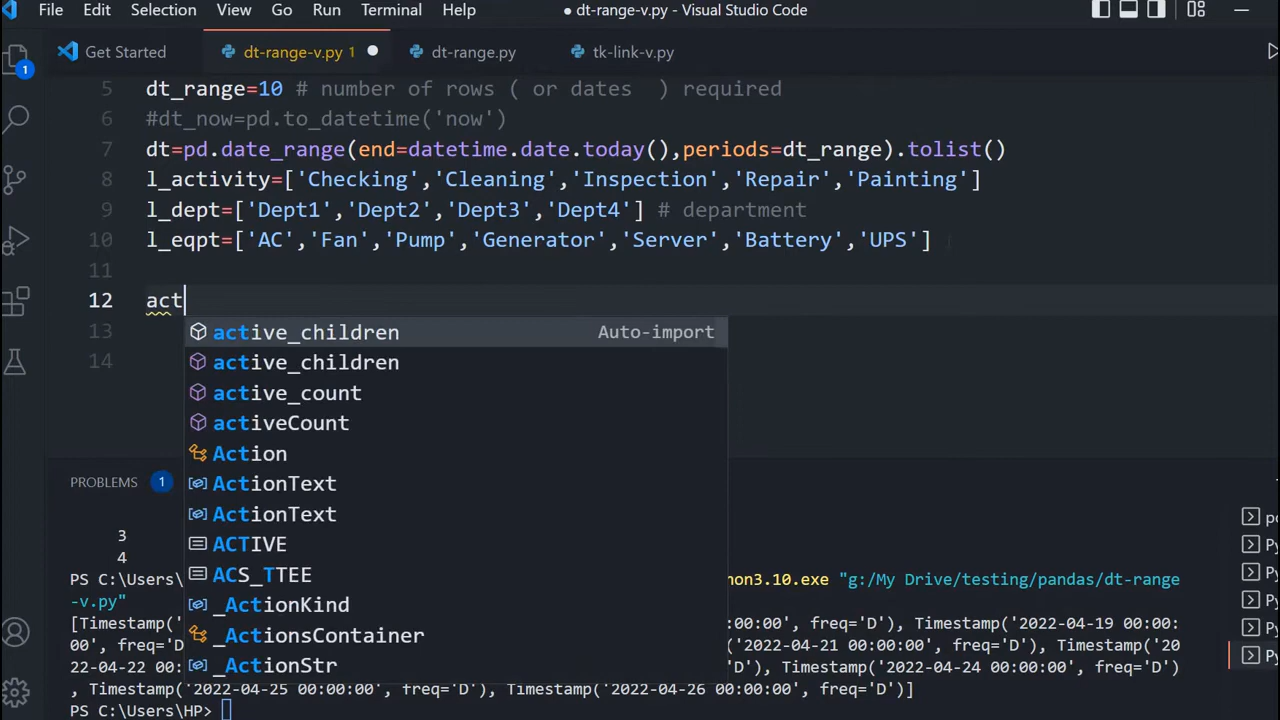 File Edit Selection View Go Run Terminal Help ● dt-range-v.py - Visual Studio Code
Get Started dt-range-v.py 1 dt-range.py tk-link-v.py
5 dt_range=10 # number of rows ( or dates  ) required
6 #dt_now=pd.to_datetime('now')
7 dt=pd.date_range(end=datetime.date.today(),periods=dt_range).tolist()
8 l_activity=['Checking','Cleaning','Inspection','Repair','Painting']
9 l_dept=['Dept1','Dept2','Dept3','Dept4'] # department
10 l_eqpt=['AC','Fan','Pump','Generator','Server','Battery','UPS']
11
12 act
13 active_children Auto-import
14 active_children
active_count
activeCount
Action
ActionText
ActionText
ACTIVE
ACS_TTEE
_ActionKind
_ActionsContainer
_ActionStr
PROBLEMS 1
3
4
PS C:\Users\ hon3.10.exe "g:/My Drive/testing/pandas/dt-range
-v.py"
[Timestamp('2 :00:00', freq='D'), Timestamp('2022-04-19 00:00:
00', freq='D' ('2022-04-21 00:00:00', freq='D'), Timestamp('20
22-04-22 00:0 'D'), Timestamp('2022-04-24 00:00:00', freq='D')
, Timestamp('2022-04-25 00:00:00', freq='D'), Timestamp('2022-04-26 00:00:00', freq='D')]
PS C:\Users\HP>